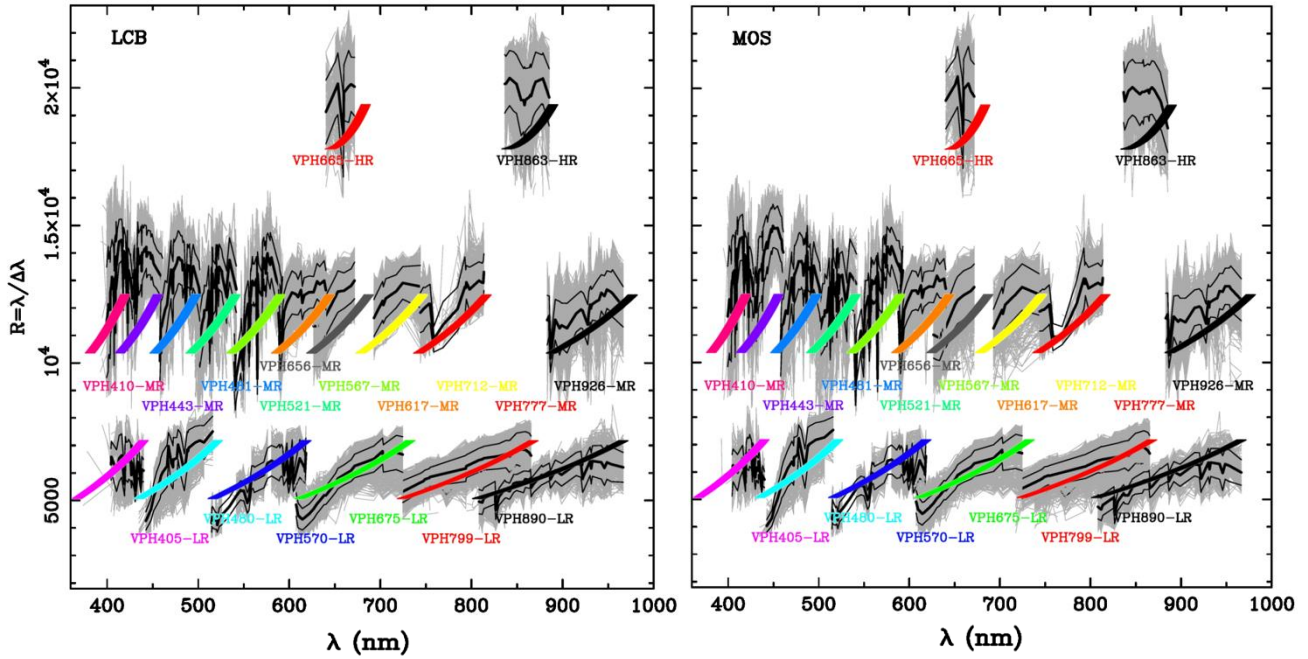 LCB
MOS
R=λ/Δλ
2×10⁴
1.5×10⁴
10⁴
5000
VPH665-HR
VPH863-HR
VPH656-MR
VPH410-MR
VPH481-MR
VPH567-MR
VPH712-MR
VPH926-MR
VPH443-MR
VPH521-MR
VPH617-MR
VPH777-MR
VPH480-LR
VPH675-LR
VPH890-LR
VPH405-LR
VPH570-LR
VPH799-LR
400 500 600 700 800 900 1000
λ (nm)
VPH665-HR
VPH863-HR
VPH656-MR
VPH410-MR
VPH481-MR
VPH567-MR
VPH712-MR
VPH926-MR
VPH443-MR
VPH521-MR
VPH617-MR
VPH777-MR
VPH480-LR
VPH675-LR
VPH890-LR
VPH405-LR
VPH570-LR
VPH799-LR
400 500 600 700 800 900 1000
λ (nm)